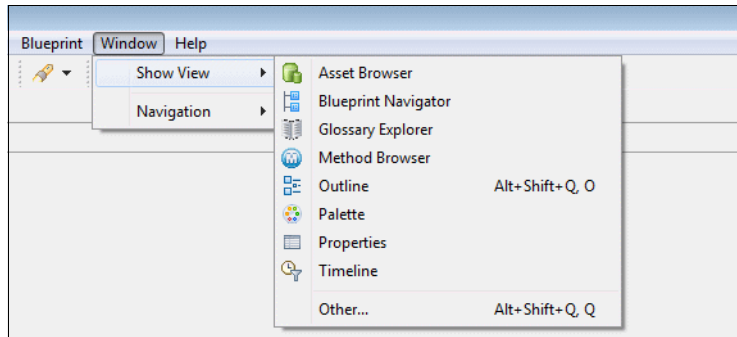 Blueprint Window Help
Show View
Navigation
Asset Browser
Blueprint Navigator
Glossary Explorer
Method Browser
Outline Alt+Shift+Q, O
Palette
Properties
Timeline
Other... Alt+Shift+Q, Q